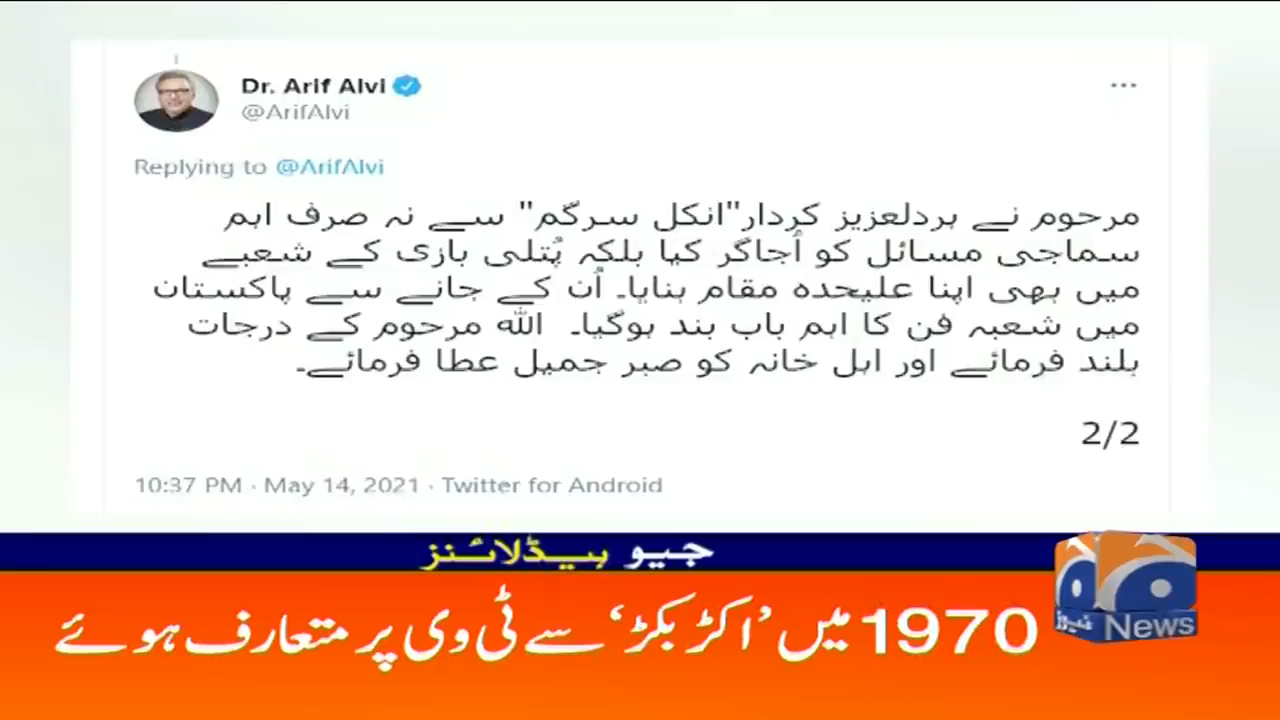 Dr. Arif Alvi
@ArifAlvi
Replying to @ArifAlvi
مرحوم نے ہردلعزیز کردار"انکل سرگم" سے نہ صرف اہم
سماجی مسائل کو اُجاگر کیا بلکہ پُتلی بازی کے شعبے
میں بھی اپنا علیحدہ مقام بنایا۔ اُن کے جانے سے پاکستان
میں شعبہ فن کا اہم باب بند ہوگیا۔ اللّٰہ مرحوم کے درجات
بلند فرمائے اور اہل خانہ کو صبر جمیل عطا فرمائے۔
2/2
10:37 PM · May 14, 2021 · Twitter for Android
جیو ہیڈلائنز
1970 میں ’اکڑ بکڑ‘ سے ٹی وی پر متعارف ہوئے
نیوز News